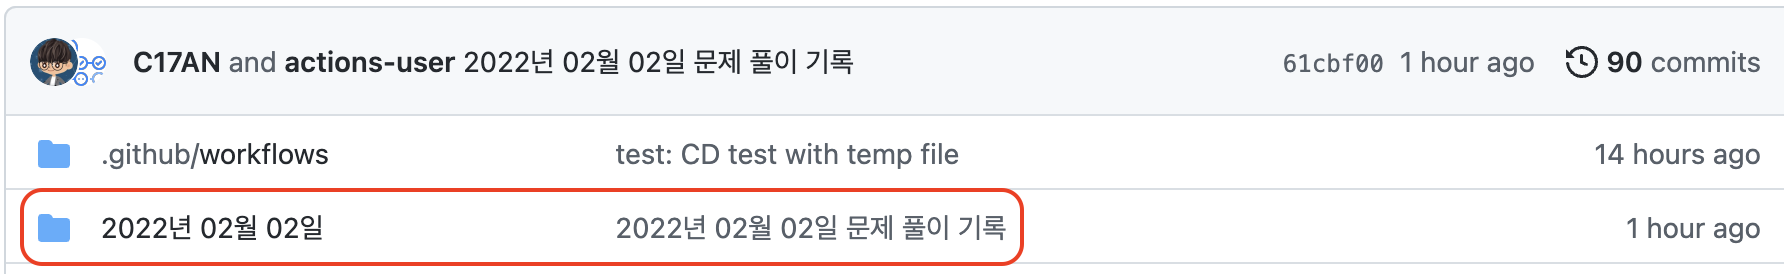 C17AN and actions-user 2022년 02월 02일 문제 풀이 기록 61cbf00 1 hour ago 90 commits
.github/workflows test: CD test with temp file 14 hours ago
2022년 02월 02일 2022년 02월 02일 문제 풀이 기록 1 hour ago